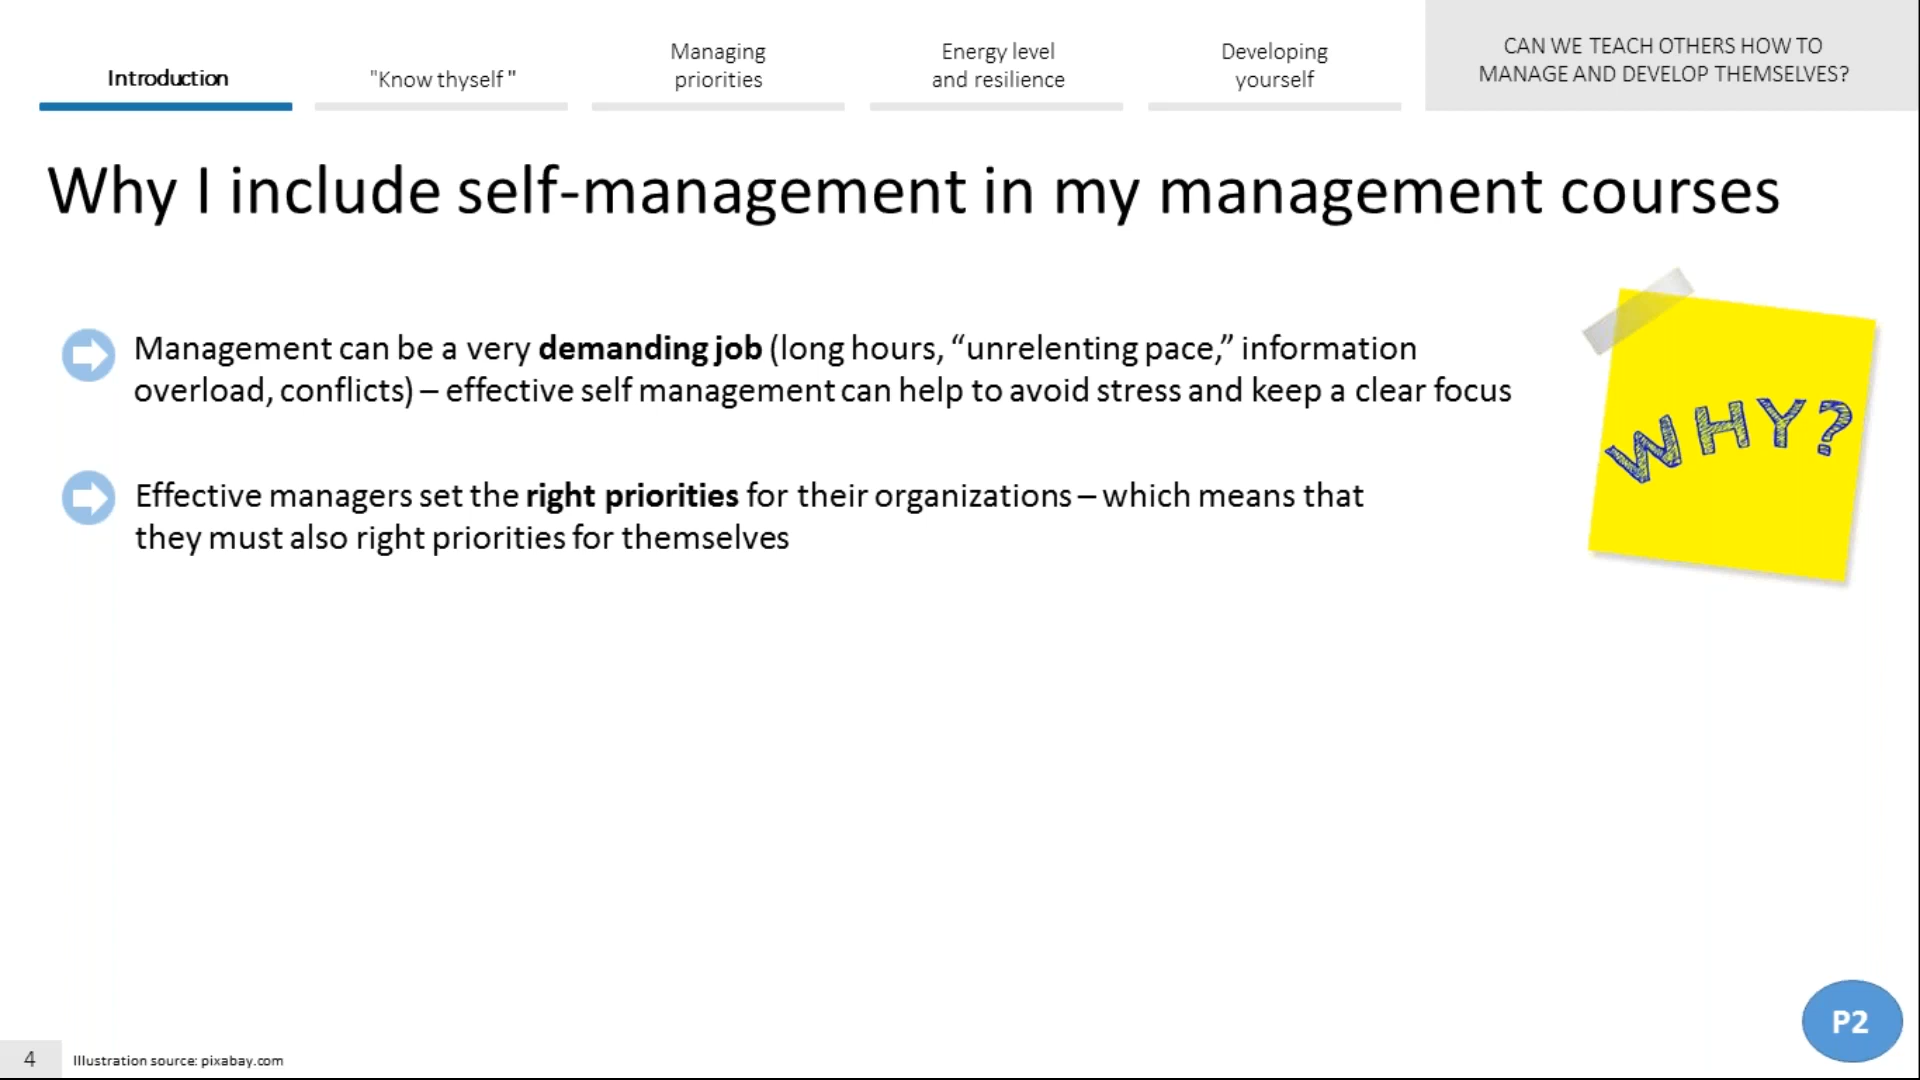 Introduction
"Know thyself"
Managing
priorities
Energy level
and resilience
Developing
yourself
CAN WE TEACH OTHERS HOW TO
MANAGE AND DEVELOP THEMSELVES?
Why I include self-management in my management courses
Management can be a very demanding job (long hours, “unrelenting pace,” information
overload, conflicts) – effective self management can help to avoid stress and keep a clear focus
Effective managers set the right priorities for their organizations – which means that
they must also right priorities for themselves
WHY?
P2
4
Illustration source: pixabay.com